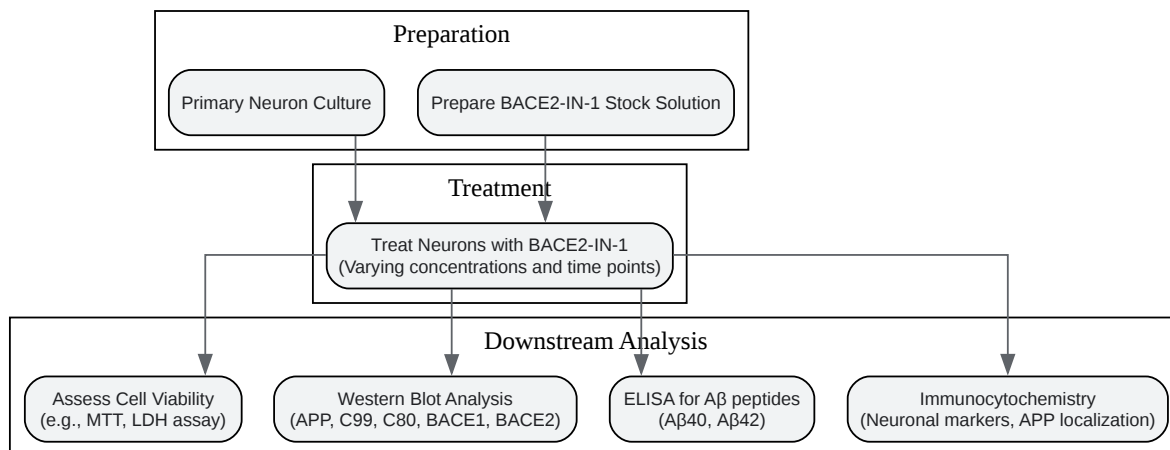 Preparation
Primary Neuron Culture
Prepare BACE2-IN-1 Stock Solution
Treatment
Treat Neurons with BACE2-IN-1
(Varying concentrations and time points)
Downstream Analysis
Assess Cell Viability
(e.g., MTT, LDH assay)
Western Blot Analysis
(APP, C99, C80, BACE1, BACE2)
ELISA for Aβ peptides
(Aβ40, Aβ42)
Immunocytochemistry
(Neuronal markers, APP localization)